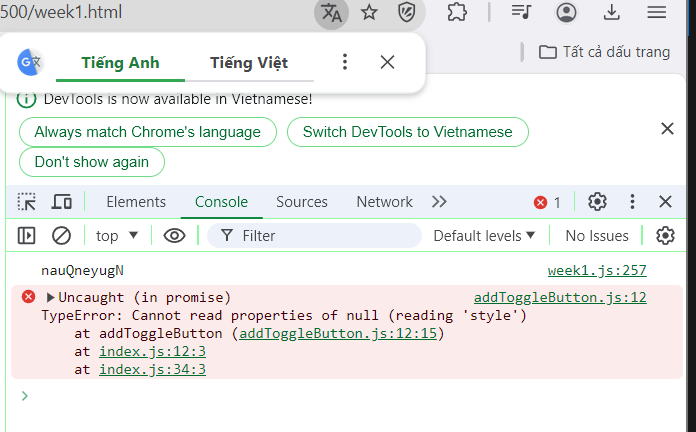 500/week1.html
Tất cả dấu trang
Tiếng Anh Tiếng Việt
DevTools is now available in Vietnamese!
Always match Chrome's language Switch DevTools to Vietnamese
Don't show again
Elements Console Sources Network 1
top Filter Default levels No Issues
nauQneyugN week1.js:257
Uncaught (in promise) addToggleButton.js:12
TypeError: Cannot read properties of null (reading 'style')
at addToggleButton (addToggleButton.js:12:15)
at index.js:12:3
at index.js:34:3